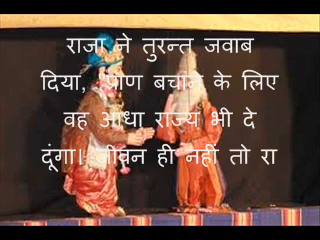 राजा ने तुरन्त जवाब
दिया, "प्राण बचाने के लिए
वह आधा राज्य भी दे
दूंगा। जीवन ही नहीं तो रा